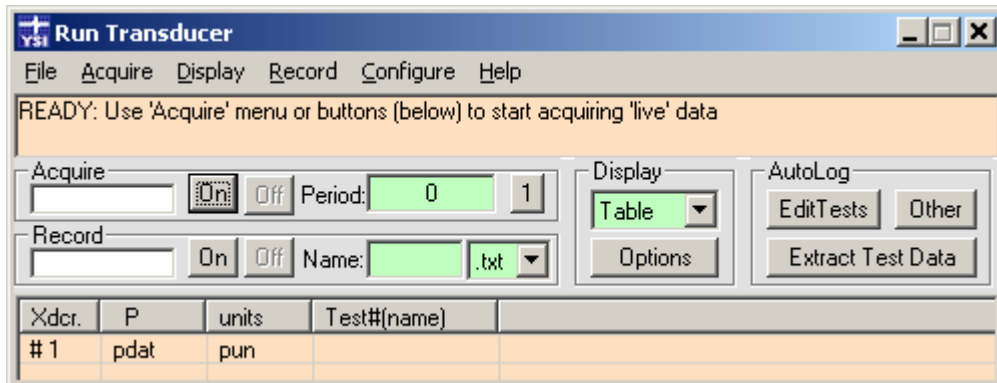 YSI Run Transducer
File Acquire Display Record Configure Help
READY: Use 'Acquire' menu or buttons (below) to start acquiring 'live' data
Acquire On Off Period: 0 1
Display
Table
Options
AutoLog
EditTests Other
Extract Test Data
Record On Off Name: .txt
Xdcr. P units Test#(name)
# 1 pdat pun